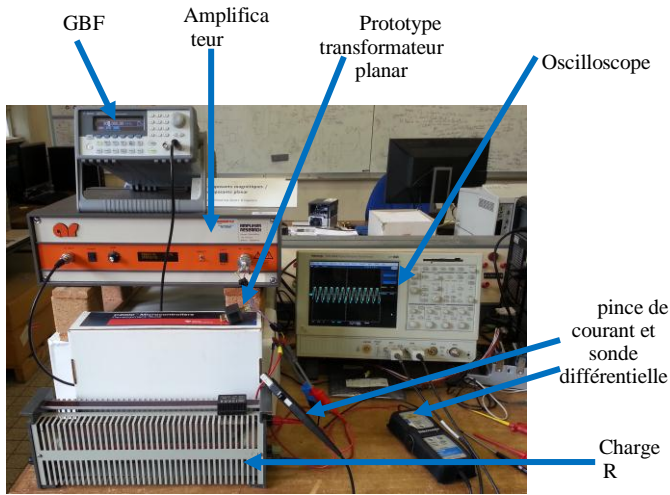 GBF
Amplifica
teur
Prototype
transformateur
planar
Oscilloscope
pince de
courant et
sonde
différentielle
Charge
R